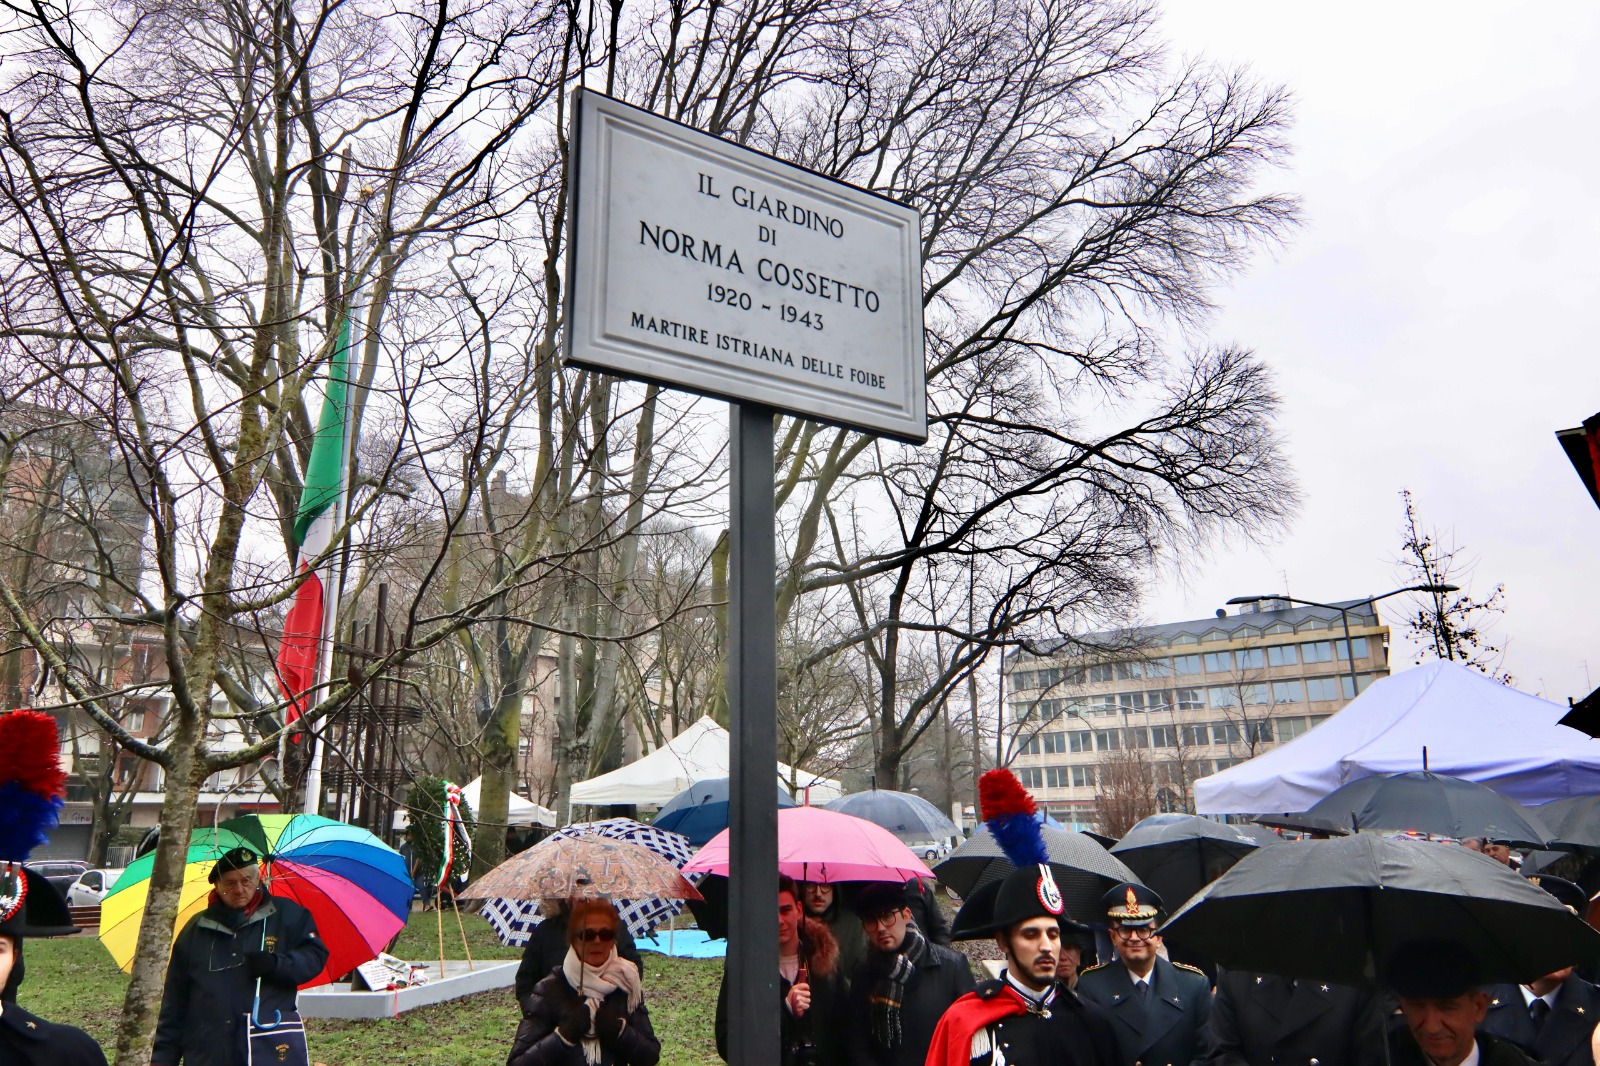 IL GIARDINO
DI
NORMA COSSETTO
1920 - 1943
MARTIRE ISTRIANA DELLE FOIBE